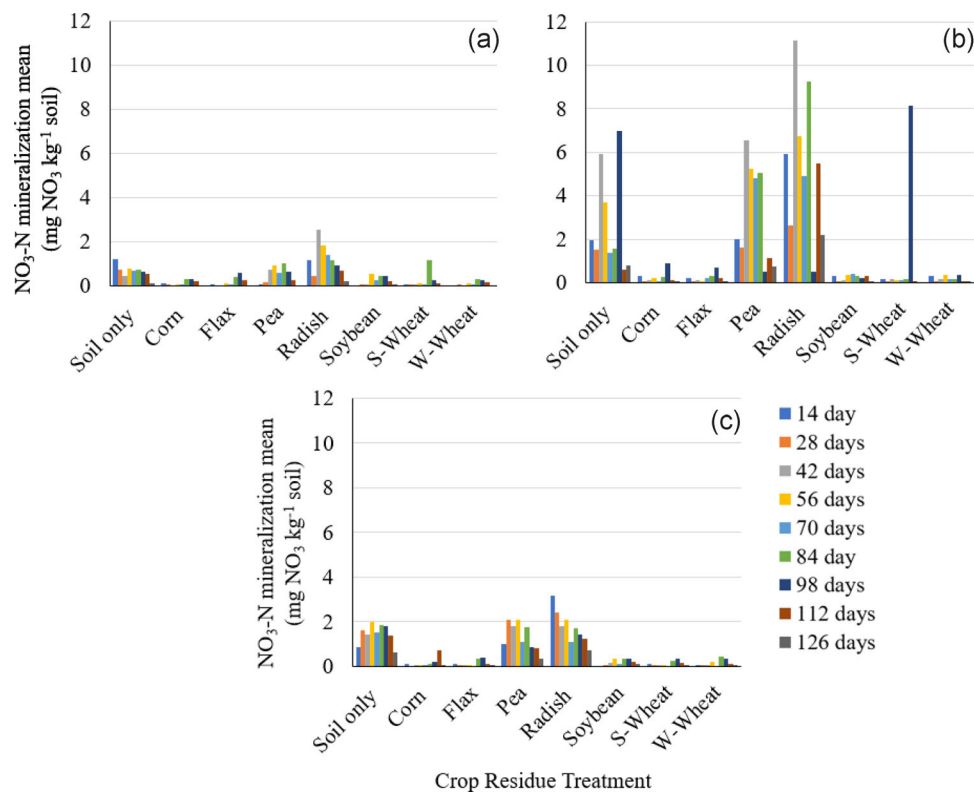 NO3-N mineralization mean
(mg NO3 kg-1 soil)
12
10
8
6
4
2
0
(a)
Soil only
Corn
Flax
Pea
Radish
Soybean
S-Wheat
W-Wheat
12
10
8
6
4
2
0
(b)
Soil only
Corn
Flax
Pea
Radish
Soybean
S-Wheat
W-Wheat
NO3-N mineralization mean
(mg NO3 kg-1 soil)
12
10
8
6
4
2
0
(c)
Soil only
Corn
Flax
Pea
Radish
Soybean
S-Wheat
W-Wheat
Crop Residue Treatment
14 day
28 days
42 days
56 days
70 days
84 day
98 days
112 days
126 days